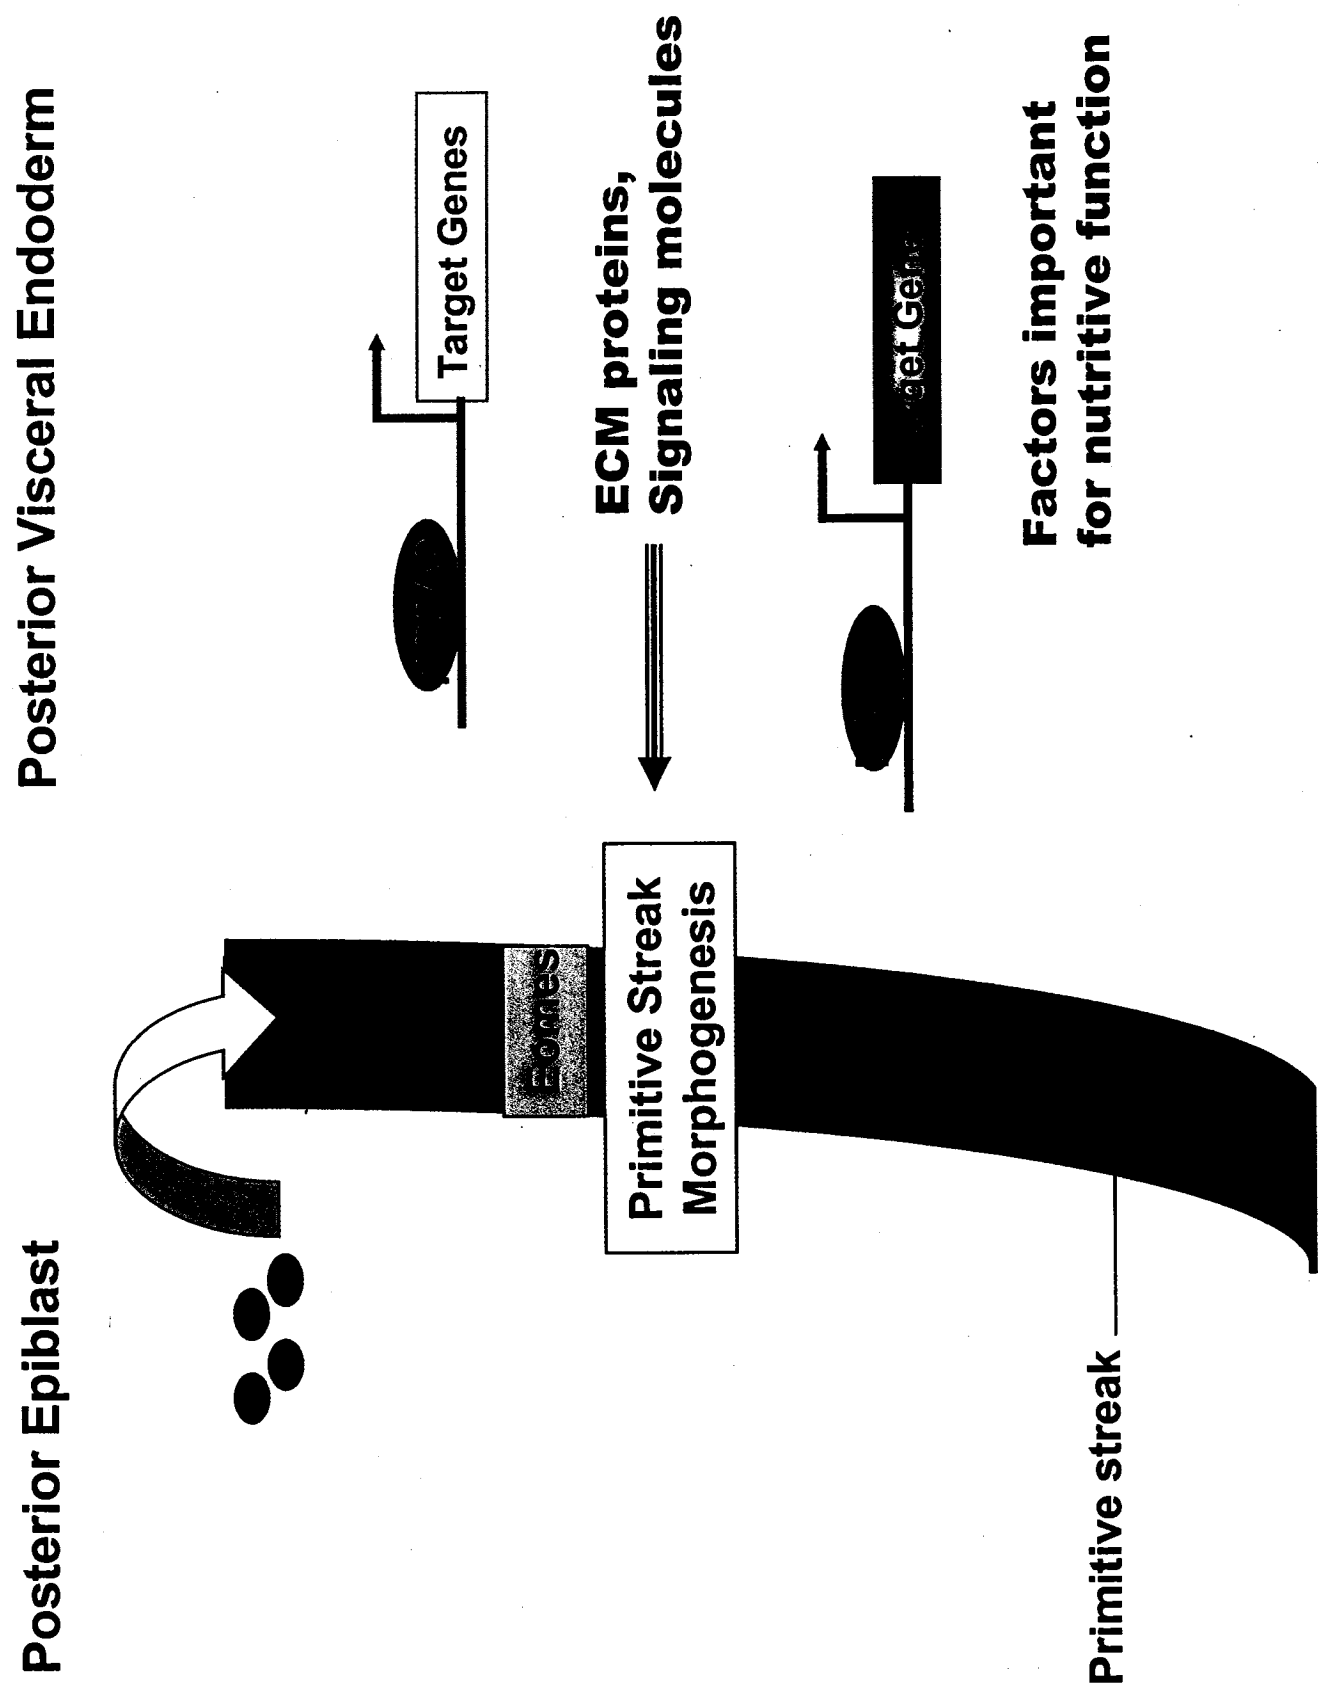 Posterior Epiblast
Posterior Visceral Endoderm
Target Genes
Eomes
Primitive Streak
Morphogenesis
ECM proteins,
Signaling molecules
Primitive streak
Factors important
for nutritive function